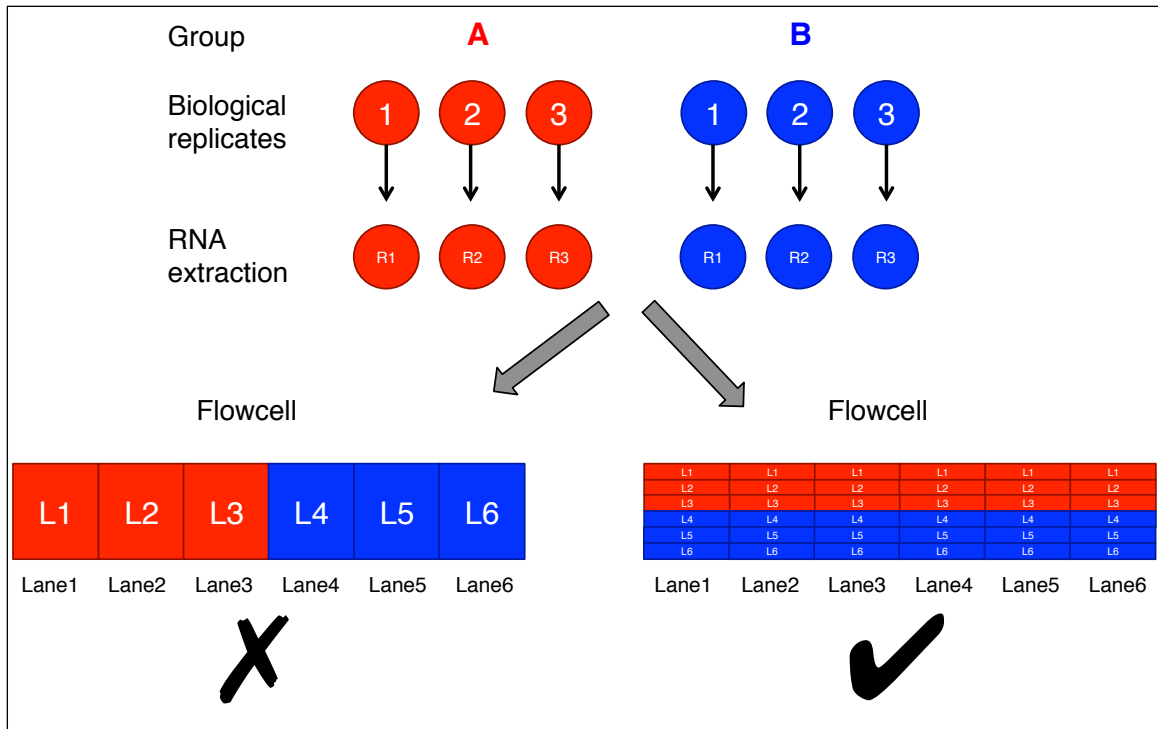 Group A B
Biological
replicates
1 2 3 1 2 3
RNA
extraction
R1 R2 R3 R1 R2 R3
Flowcell Flowcell
L1 L2 L3 L4 L5 L6
Lane1 Lane2 Lane3 Lane4 Lane5 Lane6
L1 L1 L1 L1 L1 L1
L2 L2 L2 L2 L2 L2
L3 L3 L3 L3 L3 L3
L4 L4 L4 L4 L4 L4
L5 L5 L5 L5 L5 L5
L6 L6 L6 L6 L6 L6
Lane1 Lane2 Lane3 Lane4 Lane5 Lane6